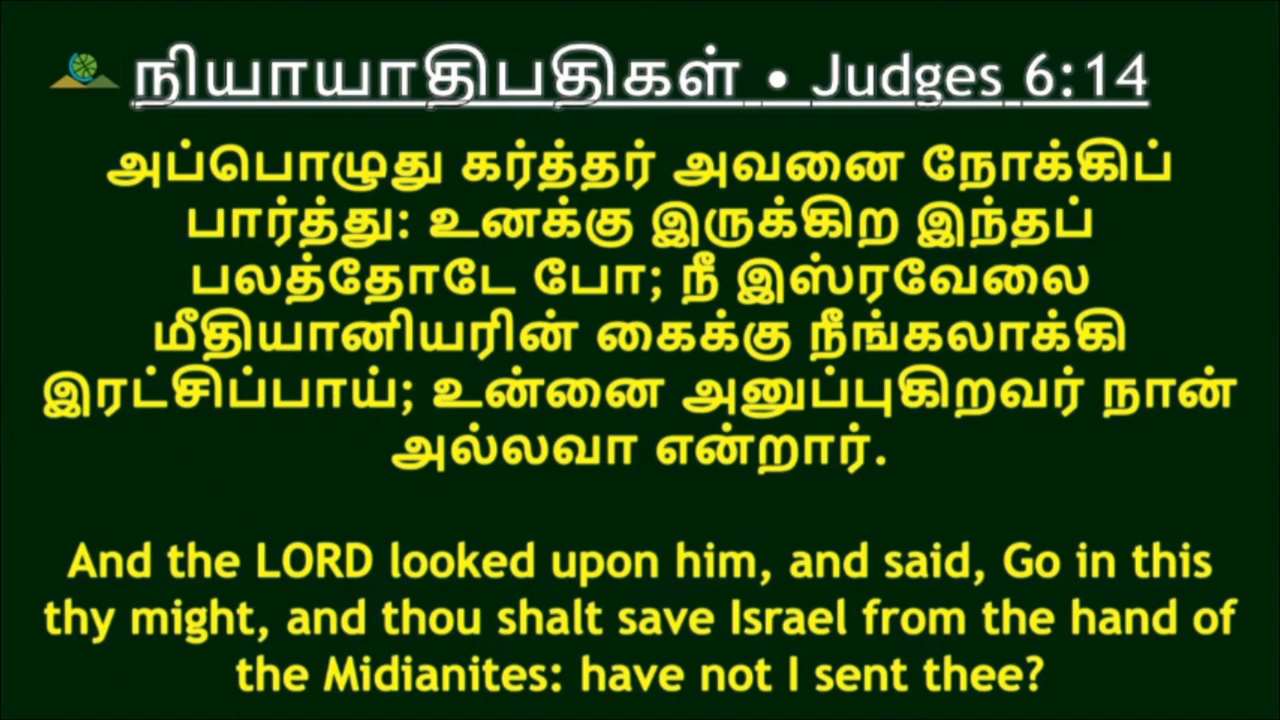 நியாயாதிபதிகள் • Judges 6:14
அப்பொழுது கர்த்தர் அவனை நோக்கிப்
பார்த்து: உனக்கு இருக்கிற இந்தப்
பலத்தோடே போ; நீ இஸ்ரவேலை
மீதியானியரின் கைக்கு நீங்கலாக்கி
இரட்சிப்பாய்; உன்னை அனுப்புகிறவர் நான்
அல்லவா என்றார்.
And the LORD looked upon him, and said, Go in this
thy might, and thou shalt save Israel from the hand of
the Midianites: have not I sent thee?